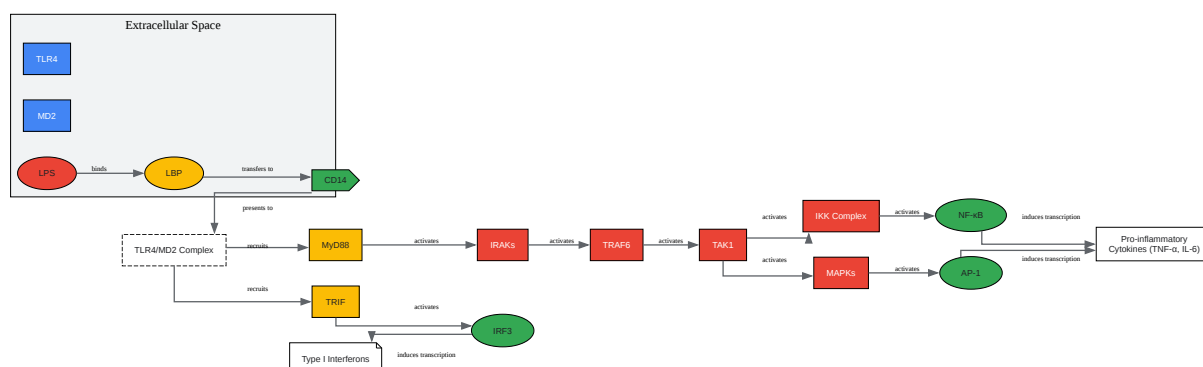 Extracellular Space
TLR4
MD2
LPS
binds
LBP
transfers to
CD14
presents to
TLR4/MD2 Complex
recruits
MyD88
activates
IRAKs
activates
TRAF6
activates
TAK1
activates
IKK Complex
activates
NF-κB
induces transcription
Pro-inflammatory
Cytokines (TNF-α, IL-6)
activates
MAPKs
activates
AP-1
induces transcription
recruits
TRIF
activates
IRF3
induces transcription
Type I Interferons